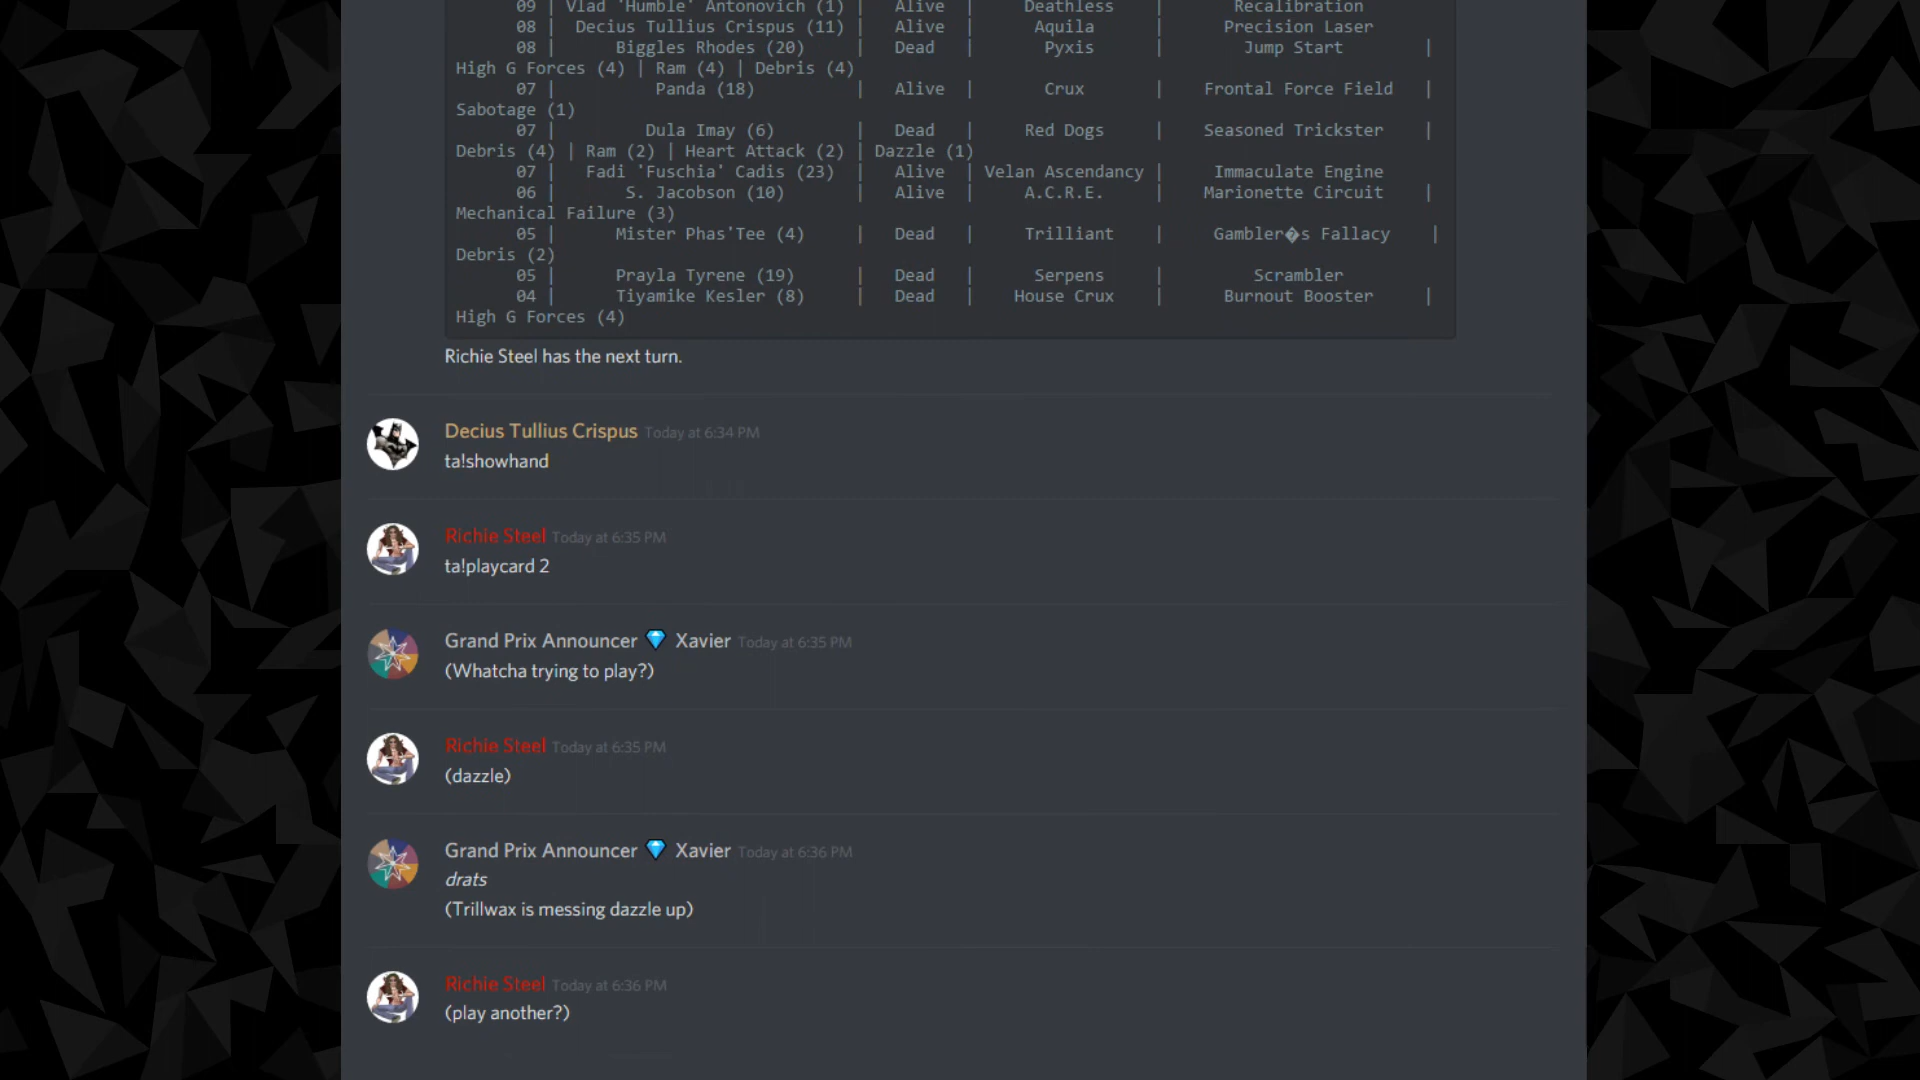 09 | Vlad 'Humble' Antonovich (1) | Alive | Deathless | Recalibration
08 | Decius Tullius Crispus (11) | Alive | Aquila | Precision Laser
08 | Biggles Rhodes (20) | Dead | Pyxis | Jump Start |
High G Forces (4) | Ram (4) | Debris (4)
07 | Panda (18) | Alive | Crux | Frontal Force Field |
Sabotage (1)
07 | Dula Imay (6) | Dead | Red Dogs | Seasoned Trickster |
Debris (4) | Ram (2) | Heart Attack (2) | Dazzle (1)
07 | Fadi 'Fuschia' Cadis (23) | Alive | Velan Ascendancy | Immaculate Engine
06 | S. Jacobson (10) | Alive | A.C.R.E. | Marionette Circuit |
Mechanical Failure (3)
05 | Mister Phas'Tee (4) | Dead | Trilliant | Gambler�s Fallacy |
Debris (2)
05 | Prayla Tyrene (19) | Dead | Serpens | Scrambler
04 | Tiyamike Kesler (8) | Dead | House Crux | Burnout Booster |
High G Forces (4)
Richie Steel has the next turn.
Decius Tullius Crispus Today at 6:34 PM
ta!showhand
Richie Steel Today at 6:35 PM
ta!playcard 2
Grand Prix Announcer 💎 Xavier Today at 6:35 PM
(Whatcha trying to play?)
Richie Steel Today at 6:35 PM
(dazzle)
Grand Prix Announcer 💎 Xavier Today at 6:36 PM
drats
(Trillwax is messing dazzle up)
Richie Steel Today at 6:36 PM
(play another?)